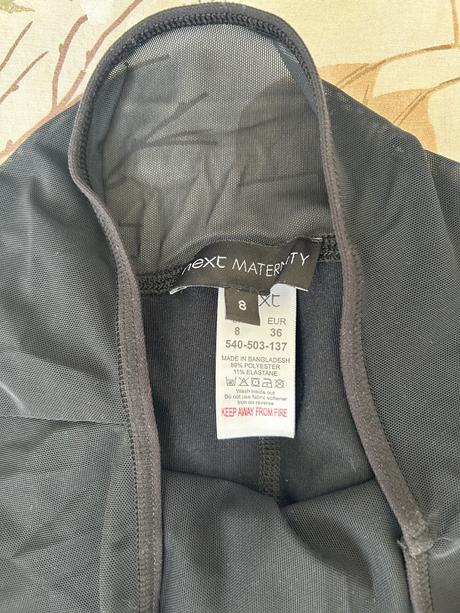 next MATERNITY
8
xt
EUR
8 36
540-503-137
MADE IN BANGLADESH
89% POLYESTER
11% ELASTANE
Wash inside out
Do not use fabric softener
Iron on reverse
KEEP AWAY FROM FIRE